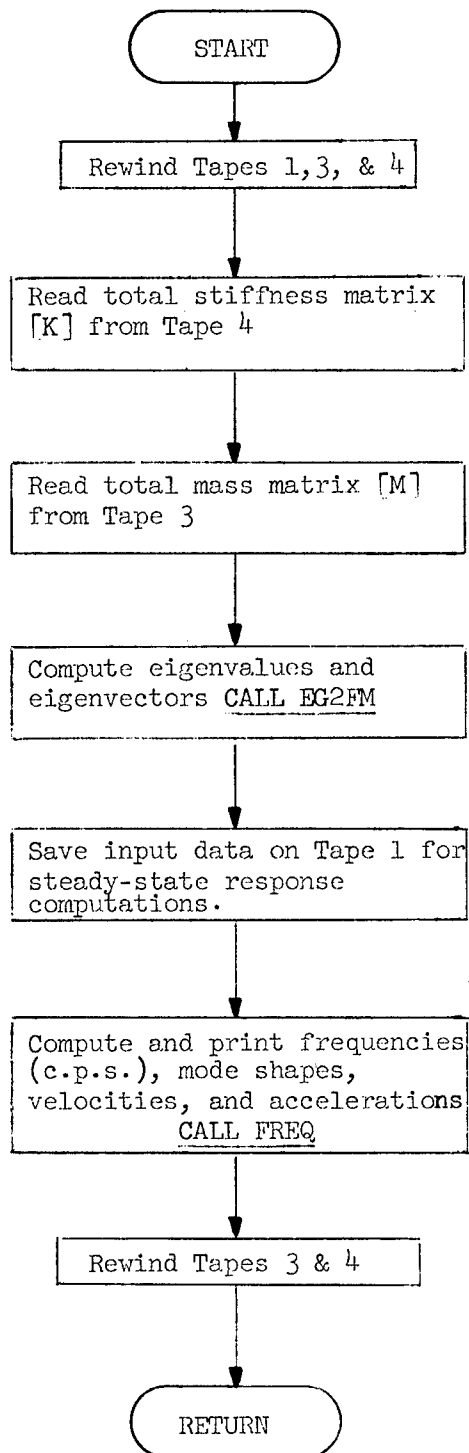 START
Rewind Tapes 1,3, & 4
Read total stiffness matrix
⌈K⌉ from Tape 4
Read total mass matrix ⌈M⌉
from Tape 3
Compute eigenvalues and
eigenvectors CALL EG2FM
Save input data on Tape 1 for
steady-state response
computations.
Compute and print frequencies
(c.p.s.), mode shapes,
velocities, and accelerations
CALL FREQ
Rewind Tapes 3 & 4
RETURN